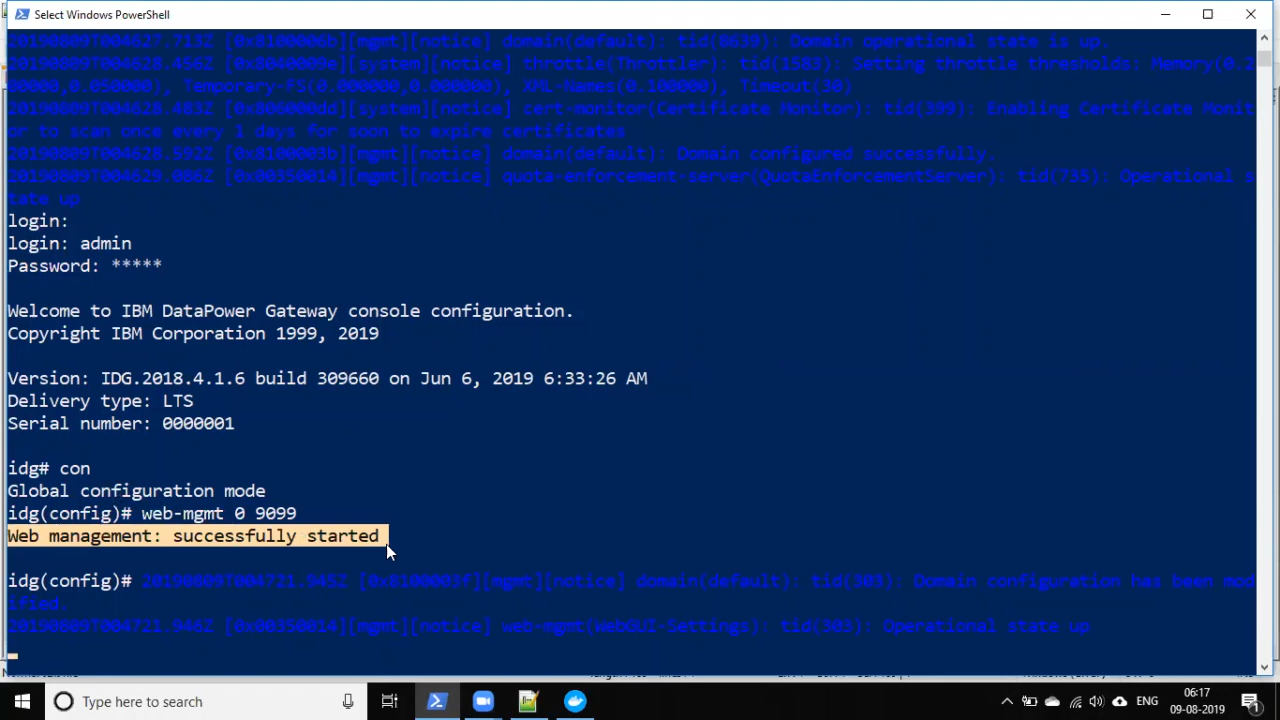 Select Windows PowerShell
20190809T004627.713Z [0x8100006b][mgmt][notice] domain(default): tid(8639): Domain operational state is up.
20190809T004628.456Z [0x8040009e][system][notice] throttle(Throttler): tid(1583): Setting throttle thresholds: Memory(0.2
00000,0.050000), Temporary-fS(0.000000,0.000000), XML-Names(0.100000), Timeout(30)
20190809T004628.483Z [0x806000dd][system][notice] cert-monitor(Certificate Monitor): tid(399): Enabling Certificate Monit
or to scan once every 1 days for soon to expire certificates
20190809T004628.592Z [0x8100003b][mgmt][notice] domain(default): Domain configured successfully.
20190809T004629.086Z [0x00350014][mgmt][notice] quota-enforcement-server(QuotaEnforcementServer): tid(735): Operational s
tate up
login:
login: admin
Password: *****
Welcome to IBM DataPower Gateway console configuration.
Copyright IBM Corporation 1999, 2019
Version: IDG.2018.4.1.6 build 309660 on Jun 6, 2019 6:33:26 AM
Delivery type: LTS
Serial number: 0000001
idg# con
Global configuration mode
idg(config)# web-mgmt 0 9099
Web management: successfully started
idg(config)# 20190809T004721.945Z [0x8100003f][mgmt][notice] domain(default): tid(303): Domain configuration has been mod
ified.
20190809T004721.946Z [0x00350014][mgmt][notice] web-mgmt(WebGUI-Settings): tid(303): Operational state up
Type here to search
ENG
06:17
09-08-2019
1